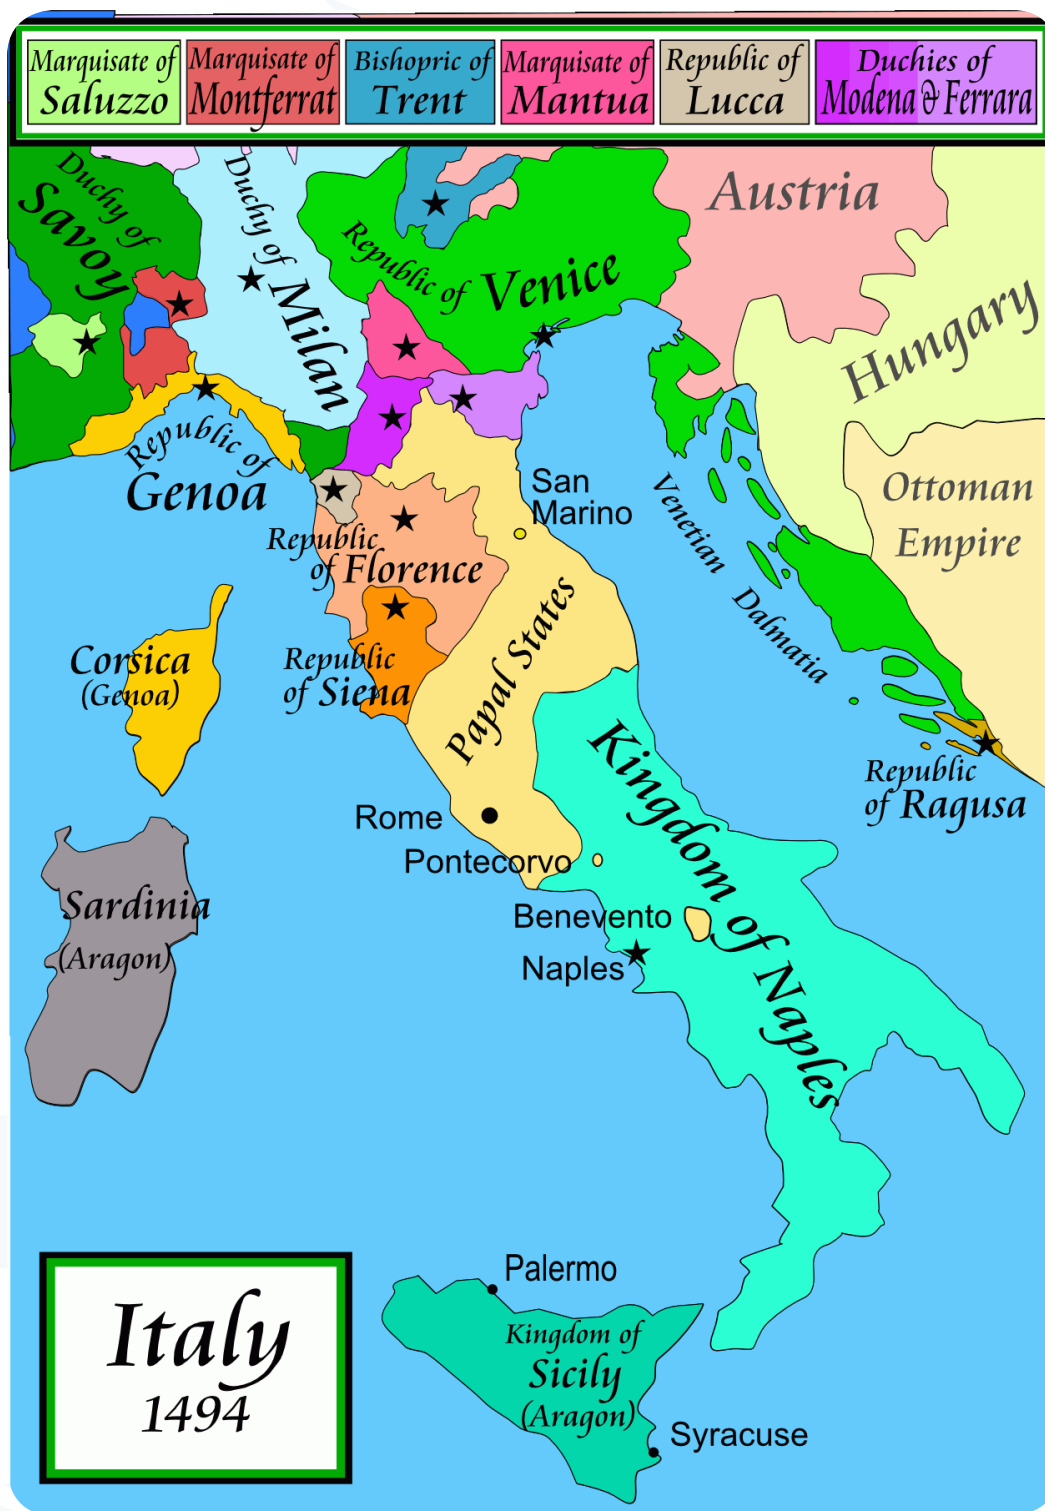 Marquisate of
Saluzzo
Marquisate of
Montferrat
Bishopric of
Trent
Marquisate of
Mantua
Republic of
Lucca
Duchies of
Modena & Ferrara
Duchy of
Savoy
Duchy of
Milan
Republic of Venice
Austria
Hungary
Republic of
Genoa
Ottoman
Empire
San
Marino
Venetian Dalmatia
Republic
of Florence
Papal States
Corsica
(Genoa)
Republic
of Siena
Republic
of Ragusa
Rome
Pontecorvo
Kingdom of Naples
Sardinia
(Aragon)
Benevento
Naples
Palermo
Kingdom of
Sicily
(Aragon)
Syracuse
Italy
1494